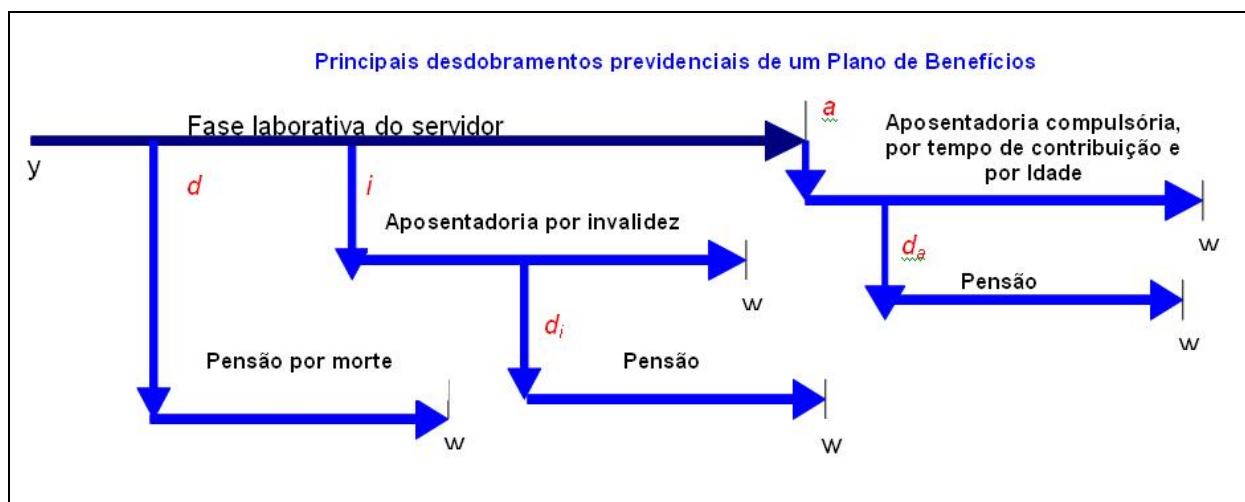 Principais desdobramentos previdenciais de um Plano de Benefícios
Fase laborativa do servidor
a
Aposentadoria compulsória,
por tempo de contribuição e
por Idade
y
d
i
Aposentadoria por invalidez
w
d_a
Pensão
w
d_i
w
Pensão por morte
Pensão
w
w